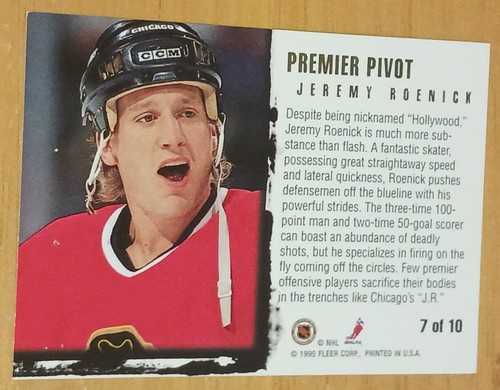 CHICAGO
CCM
PREMIER PIVOT
JEREMY ROENICK
Despite being nicknamed "Hollywood,"
Jeremy Roenick is much more sub-
stance than flash. A fantastic skater,
possessing great straightaway speed
and lateral quickness, Roenick pushes
defensemen off the blueline with his
powerful strides. The three-time 100-
point man and two-time 50-goal scorer
can boast an abundance of deadly
shots, but he specializes in firing on the
fly coming off the circles. Few premier
offensive players sacrifice their bodies
in the trenches like Chicago's "J.R."
7 of 10
© NHL
© 1995 FLEER CORP. PRINTED IN U.S.A.